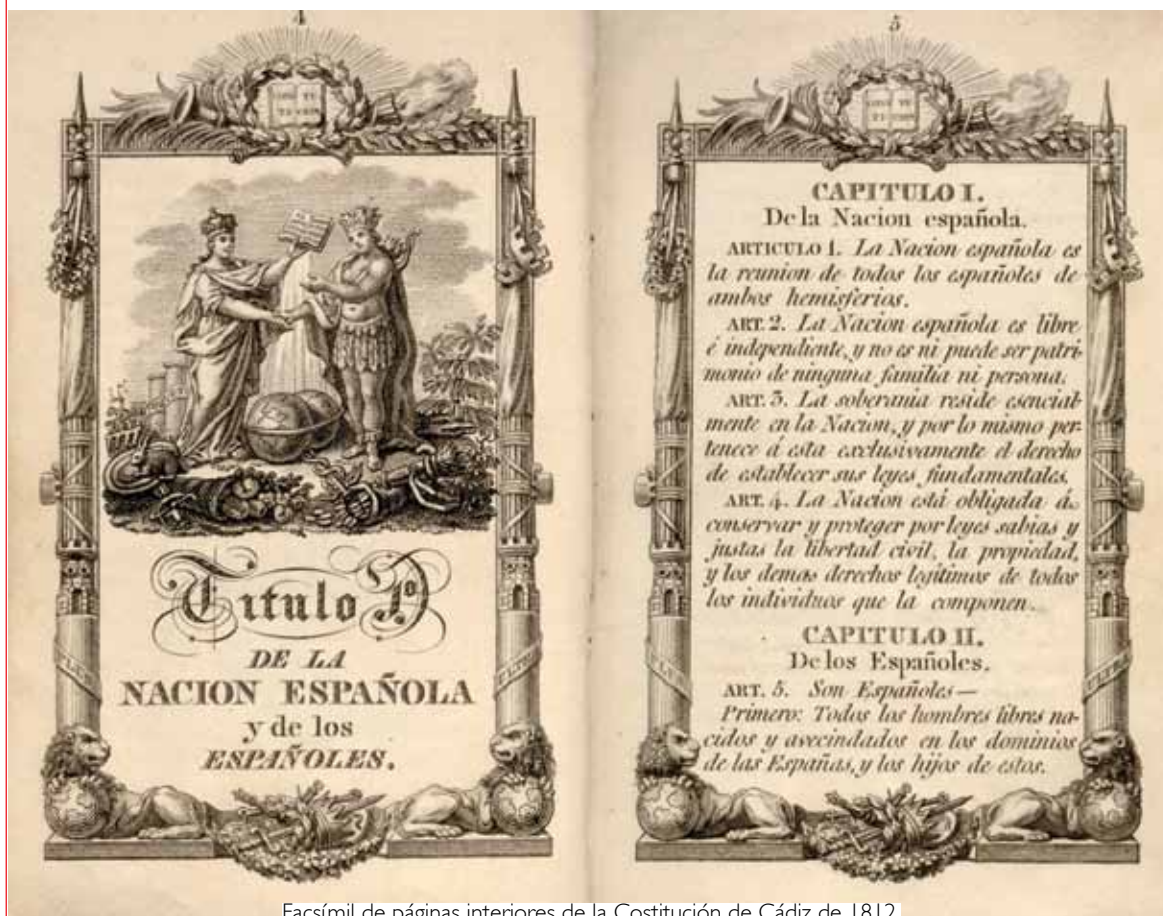 4
Titulo 1º
DE LA
NACION ESPAÑOLA
y de los
ESPAÑOLES.
PLUS
ULTRA
5
CAPITULO I.
De la Nacion española.
ARTICULO 1. La Nacion española es
la reunion de todos los españoles de
ambos hemisferios.
ART. 2. La Nacion española es libre
é independiente, y no es ni puede ser patri-
monio de ninguna familia ni persona.
ART. 3. La soberania reside esencial-
mente en la Nacion, y por lo mismo per-
tenece á esta exclusivamente el derecho
de establecer sus leyes fundamentales.
ART. 4. La Nacion está obligada á
conservar y proteger por leyes sabias y
justas la libertad civil, la propiedad,
y los demas derechos legítimos de todos
los individuos que la componen.
CAPITULO II.
De los Españoles.
ART. 5. Son Españoles—
Primero: Todos los hombres libres na-
cidos y avecindados en los dominios
de las Españas, y los hijos de estos.
PLUS
ULTRA
Facsímil de páginas interiores de la Costitución de Cádiz de 1812